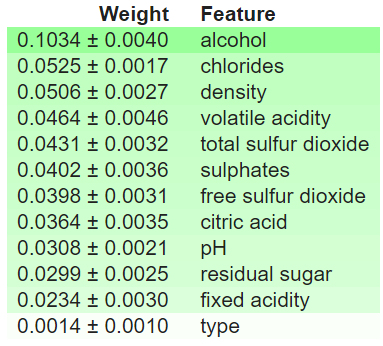 Weight Feature
0.1034 ± 0.0040 alcohol
0.0525 ± 0.0017 chlorides
0.0506 ± 0.0027 density
0.0464 ± 0.0046 volatile acidity
0.0431 ± 0.0032 total sulfur dioxide
0.0402 ± 0.0036 sulphates
0.0398 ± 0.0031 free sulfur dioxide
0.0364 ± 0.0035 citric acid
0.0308 ± 0.0021 pH
0.0299 ± 0.0025 residual sugar
0.0234 ± 0.0030 fixed acidity
0.0014 ± 0.0010 type